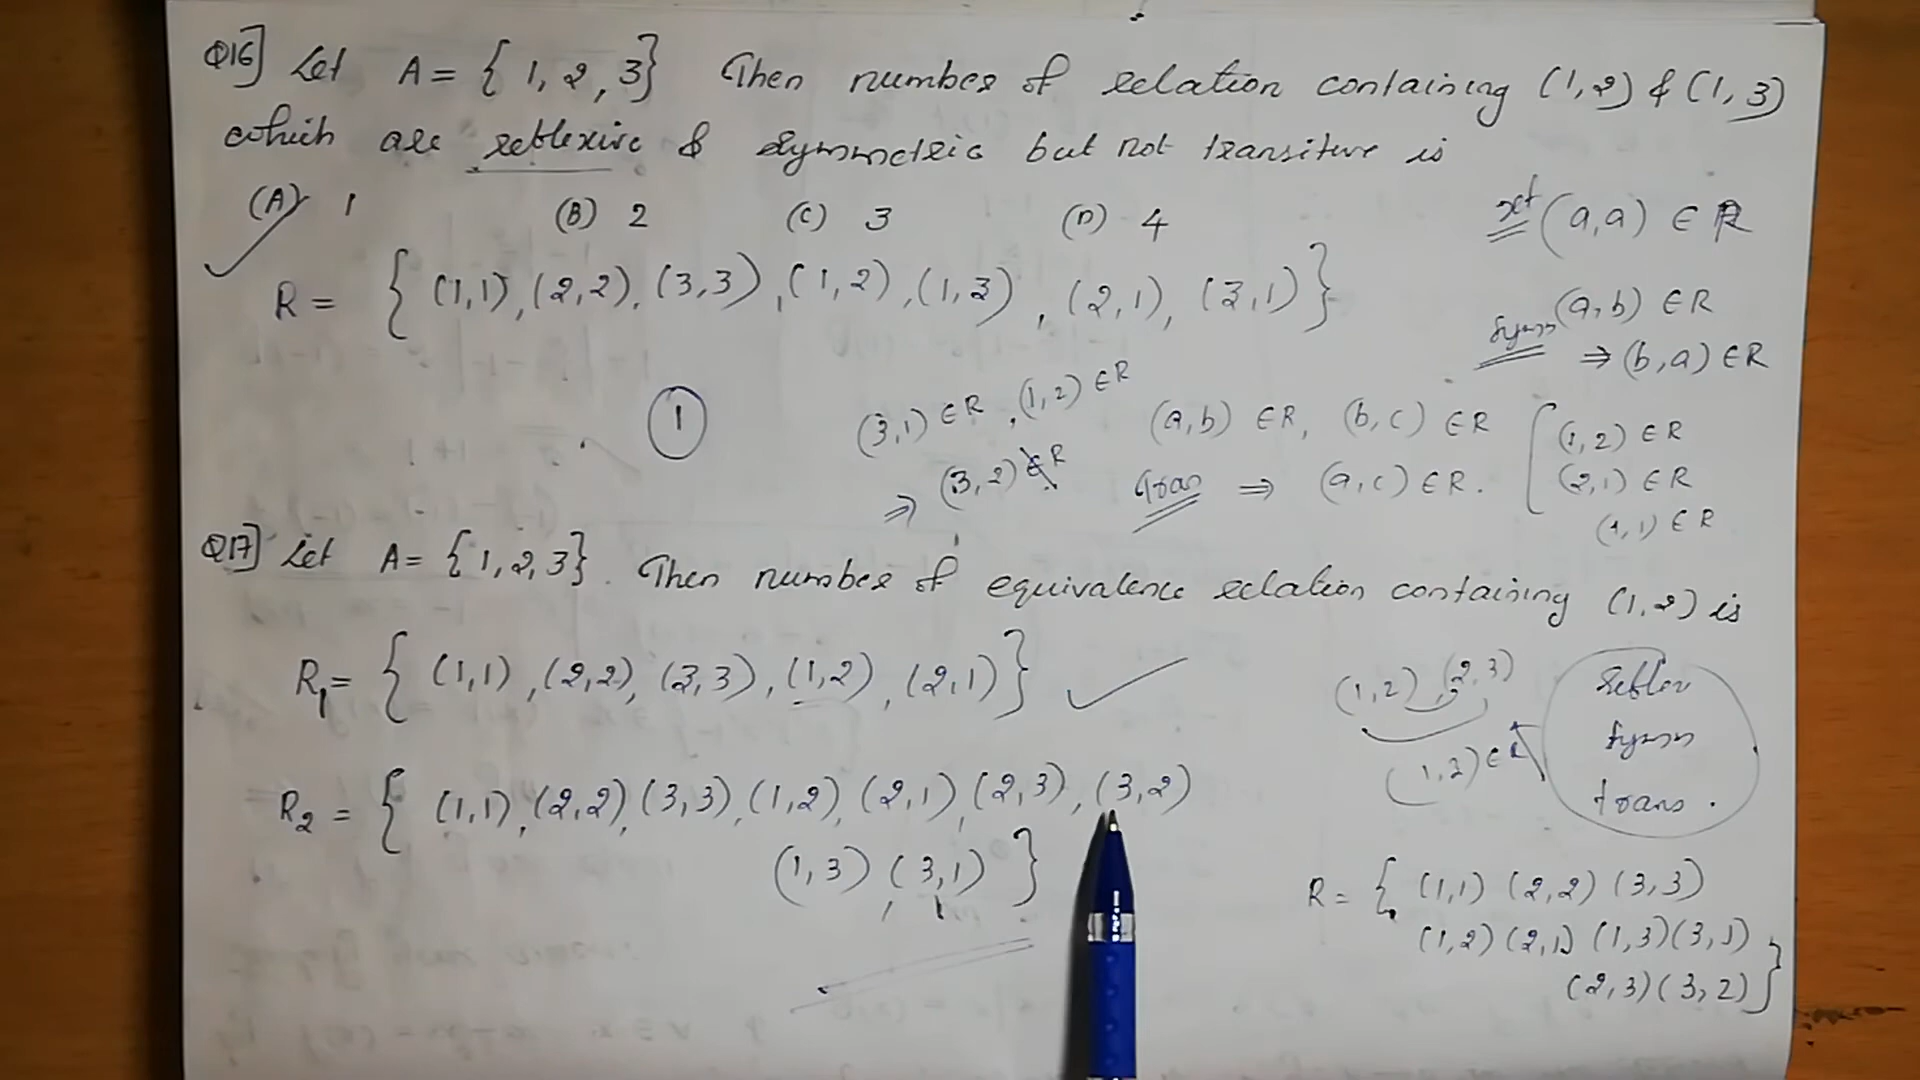 Q16] Let A = { 1, 2, 3} Then number of relation containing (1,2) & (1,3)
which are reflexive & symmetric but not transitive is
(A) 1 (B) 2 (C) 3 (D) 4
ref (a,a) ∈ R
R = { (1,1), (2,2), (3,3), (1,2), (1,3), (2,1), (3,1) }
Symm (a,b) ∈ R
⇒ (b,a) ∈ R
1
(3,1) ∈ R, (1,2) ∈ R
⇒ (3,2) ∉ R
(a,b) ∈ R, (b,c) ∈ R
tran ⇒ (a,c) ∈ R.
(1,2) ∈ R
(2,1) ∈ R
(1,1) ∈ R
Q17] Let A = {1,2,3}. Then number of equivalence relation containing (1,2) is
R1 = { (1,1), (2,2), (3,3), (1,2), (2,1) }
(1,2), (2,3)
(1,3) ∉ R
Reflex
Symm
trans.
R2 = { (1,1), (2,2), (3,3), (1,2), (2,1), (2,3), (3,2)
(1,3) (3,1) }
R = { (1,1) (2,2) (3,3)
(1,2) (2,1) (1,3) (3,1)
(2,3) (3,2) }